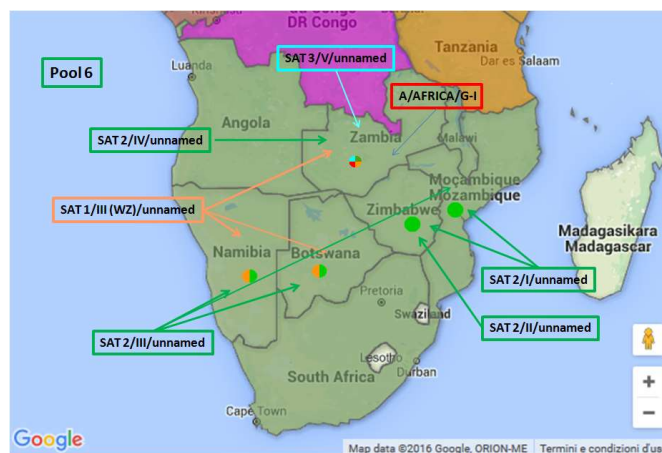 Kinshasa
DR Congo
Tanzania
SAT 3/V/unnamed
Dar es Salaam
Pool 6
Luanda
A/AFRICA/G-I
Angola
SAT 2/IV/unnamed
Zambia
Malawi
Moçambique
Mozambique
SAT 1/III (WZ)/unnamed
Zimbabwe
Madagasikara
Madagascar
Namibia
Botswana
SAT 2/I/unnamed
Pretoria
Swaziland
SAT 2/II/unnamed
SAT 2/III/unnamed
Lesotho
Durban
South Africa
Cape Town
Google
Map data ©2016 Google, ORION-ME
Termini e condizioni d'us
+
−